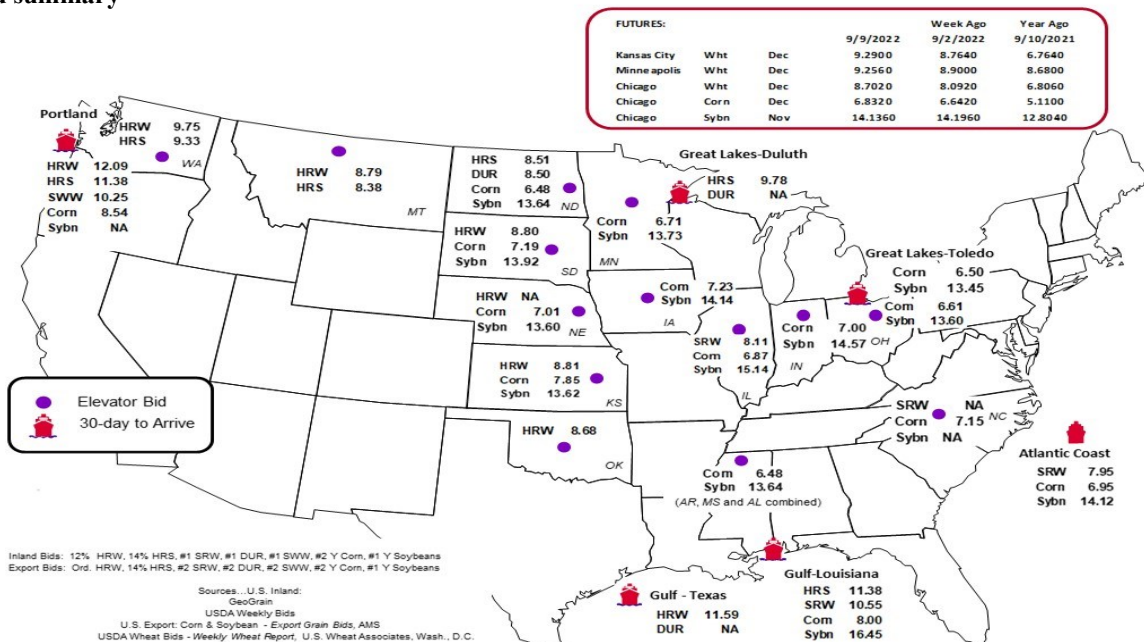 d summary
FUTURES: Week Ago Year Ago
9/9/2022 9/2/2022 9/10/2021
Kansas City Wht Dec 9.2900 8.7640 6.7640
Minneapolis Wht Dec 9.2560 8.9000 8.6800
Chicago Wht Dec 8.7020 8.0920 6.8060
Chicago Corn Dec 6.8320 6.6420 5.1100
Chicago Sybn Nov 14.1360 14.1960 12.8040
Portland
HRW 12.09
HRS 11.38
SWW 10.25
Corn 8.54
Sybn NA
HRW 9.75
HRS 9.33
WA
HRW 8.79
HRS 8.38
MT
HRS 8.51
DUR 8.50
Corn 6.48
Sybn 13.64
ND
Great Lakes-Duluth
HRS 9.78
DUR NA
Corn 6.71
Sybn 13.73
MN
HRW 8.80
Corn 7.19
Sybn 13.92
SD
Great Lakes-Toledo
Corn 6.50
Sybn 13.45
Corn 6.61
Sybn 13.60
OH
HRW NA
Corn 7.01
Sybn 13.60
NE
Corn 7.23
Sybn 14.14
IA
SRW 8.11
Corn 6.87
Sybn 15.14
IL
Corn 7.00
Sybn 14.57
IN
HRW 8.81
Corn 7.85
Sybn 13.62
KS
Elevator Bid
30-day to Arrive
HRW 8.68
OK
SRW NA
Corn 7.15
Sybn NA
NC
Corn 6.48
Sybn 13.64
(AR, MS and AL combined)
Atlantic Coast
SRW 7.95
Corn 6.95
Sybn 14.12
Gulf - Texas
HRW 11.59
DUR NA
Gulf-Louisiana
HRS 11.38
SRW 10.55
Corn 8.00
Sybn 16.45
Inland Bids: 12% HRW, 14% HRS, #1 SRW, #1 DUR, #1 SWW, #2 Y Corn, #1 Y Soybeans
Export Bids: Ord. HRW, 14% HRS, #2 SRW, #2 DUR, #2 SWW, #2 Y Corn, #1 Y Soybeans
Sources...U.S. Inland:
GeoGrain
USDA Weekly Bids
U.S. Export: Corn & Soybean - Export Grain Bids, AMS
USDA Wheat Bids - Weekly Wheat Report, U.S. Wheat Associates, Wash., D.C.